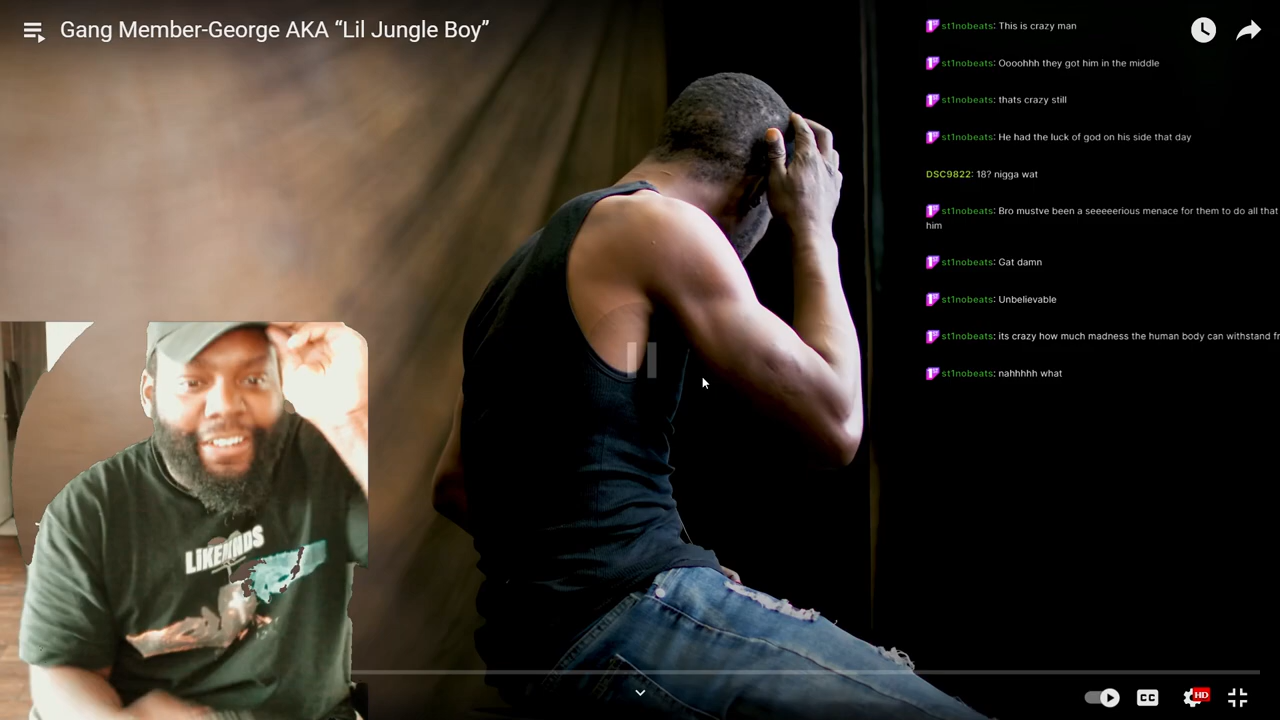 Gang Member-George AKA “Lil Jungle Boy”
st1nobeats: This is crazy man
st1nobeats: Oooohhh they got him in the middle
st1nobeats: thats crazy still
st1nobeats: He had the luck of god on his side that day
DSC9822: 18? nigga wat
st1nobeats: Bro mustve been a seeeeerious menace for them to do all that
him
st1nobeats: Gat damn
st1nobeats: Unbelievable
st1nobeats: its crazy how much madness the human body can withstand
st1nobeats: nahhhhh what
CC
HD